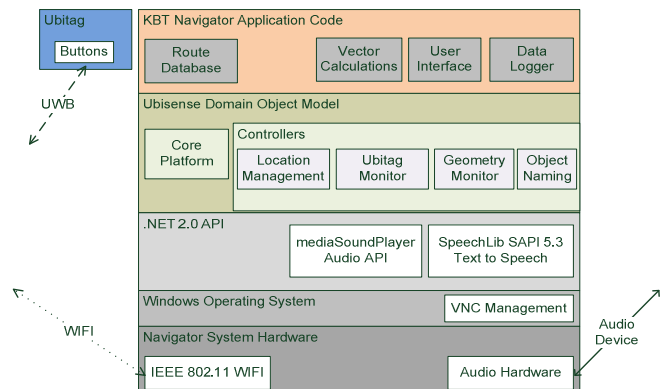 Ubitag
Buttons
UWB
KBT Navigator Application Code
Route
Database
Vector
Calculations
User
Interface
Data
Logger
Ubisense Domain Object Model
Core
Platform
Controllers
Location
Management
Ubitag
Monitor
Geometry
Monitor
Object
Naming
.NET 2.0 API
mediaSoundPlayer
Audio API
SpeechLib SAPI 5.3
Text to Speech
Windows Operating System
VNC Management
Navigator System Hardware
WIFI
IEEE 802.11 WIFI
Audio Hardware
Audio
Device